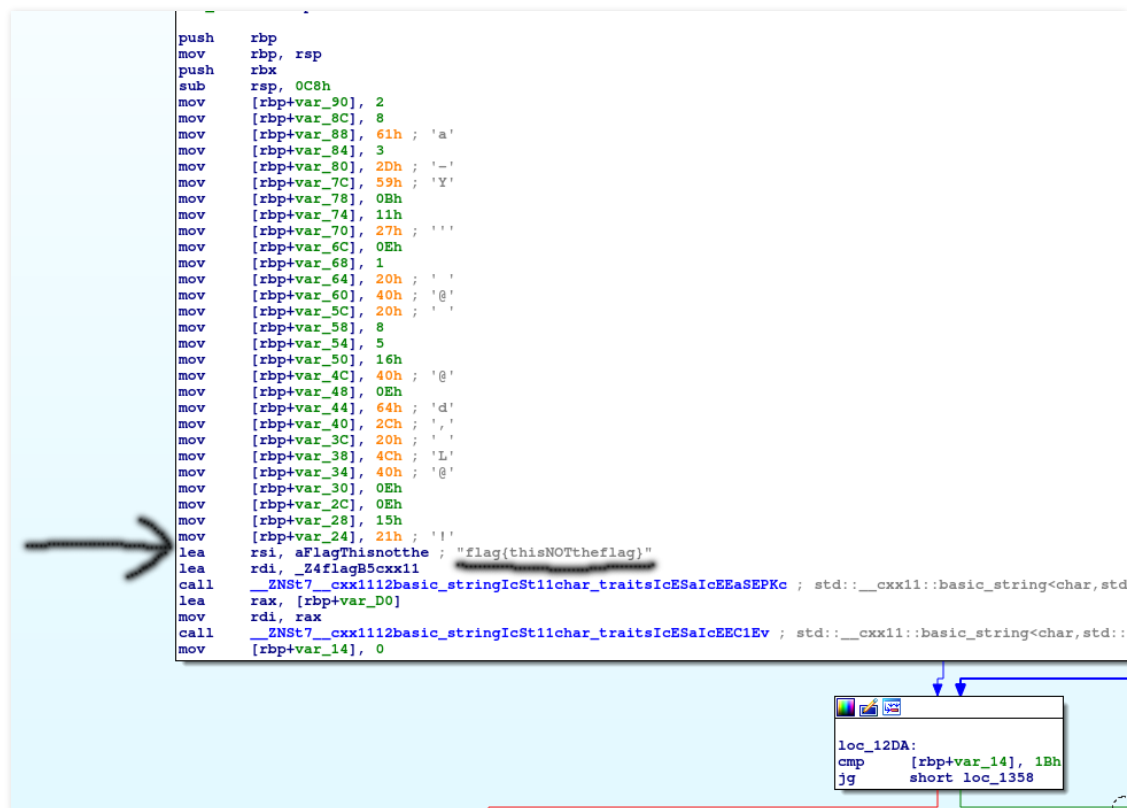 push rbp
mov rbp, rsp
push rbx
sub rsp, 0C8h
mov [rbp+var_90], 2
mov [rbp+var_8C], 8
mov [rbp+var_88], 61h ; 'a'
mov [rbp+var_84], 3
mov [rbp+var_80], 2Dh ; '-'
mov [rbp+var_7C], 59h ; 'Y'
mov [rbp+var_78], 0Bh
mov [rbp+var_74], 11h
mov [rbp+var_70], 27h ; '''
mov [rbp+var_6C], 0Eh
mov [rbp+var_68], 1
mov [rbp+var_64], 20h ; ' '
mov [rbp+var_60], 40h ; '@'
mov [rbp+var_5C], 20h ; ' '
mov [rbp+var_58], 8
mov [rbp+var_54], 5
mov [rbp+var_50], 16h
mov [rbp+var_4C], 40h ; '@'
mov [rbp+var_48], 0Eh
mov [rbp+var_44], 64h ; 'd'
mov [rbp+var_40], 2Ch ; ','
mov [rbp+var_3C], 20h ; ' '
mov [rbp+var_38], 4Ch ; 'L'
mov [rbp+var_34], 40h ; '@'
mov [rbp+var_30], 0Eh
mov [rbp+var_2C], 0Eh
mov [rbp+var_28], 15h
mov [rbp+var_24], 21h ; '!'
lea rsi, aFlagThisnotthe ; "flag{thisNOTtheflag}"
lea rdi, _Z4flagB5cxx11
call __ZNSt7__cxx1112basic_stringIcSt11char_traitsIcESaIcEEaSEPKc ; std::__cxx11::basic_string<char,std
lea rax, [rbp+var_D0]
mov rdi, rax
call __ZNSt7__cxx1112basic_stringIcSt11char_traitsIcESaIcEEC1Ev ; std::__cxx11::basic_string<char,std::
mov [rbp+var_14], 0
loc_12DA:
cmp [rbp+var_14], 1Bh
jg short loc_1358